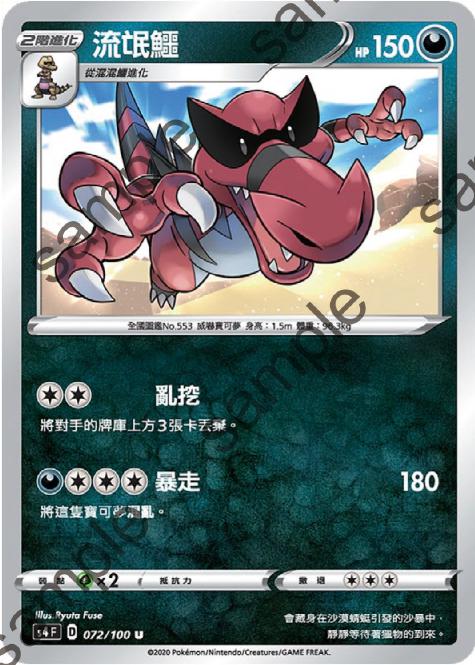 2階進化
流氓鱷
HP 150
從混混鱷進化
全國圖鑑No.553 威嚇寶可夢 身高：1.5m 體重：96.3kg
亂挖
將對手的牌庫上方3張卡丟棄。
暴走 180
將這隻寶可夢混亂。
弱點 ×2 抵抗力 撤退
Illus. Ryuta Fuse
s4F D 072/100 U
會藏身在沙漠蜻蜓引發的沙暴中，
靜靜等待著獵物的到來。
©2020 Pokémon/Nintendo/Creatures/GAME FREAK.
sample
sample
sample
sample
sample
sample